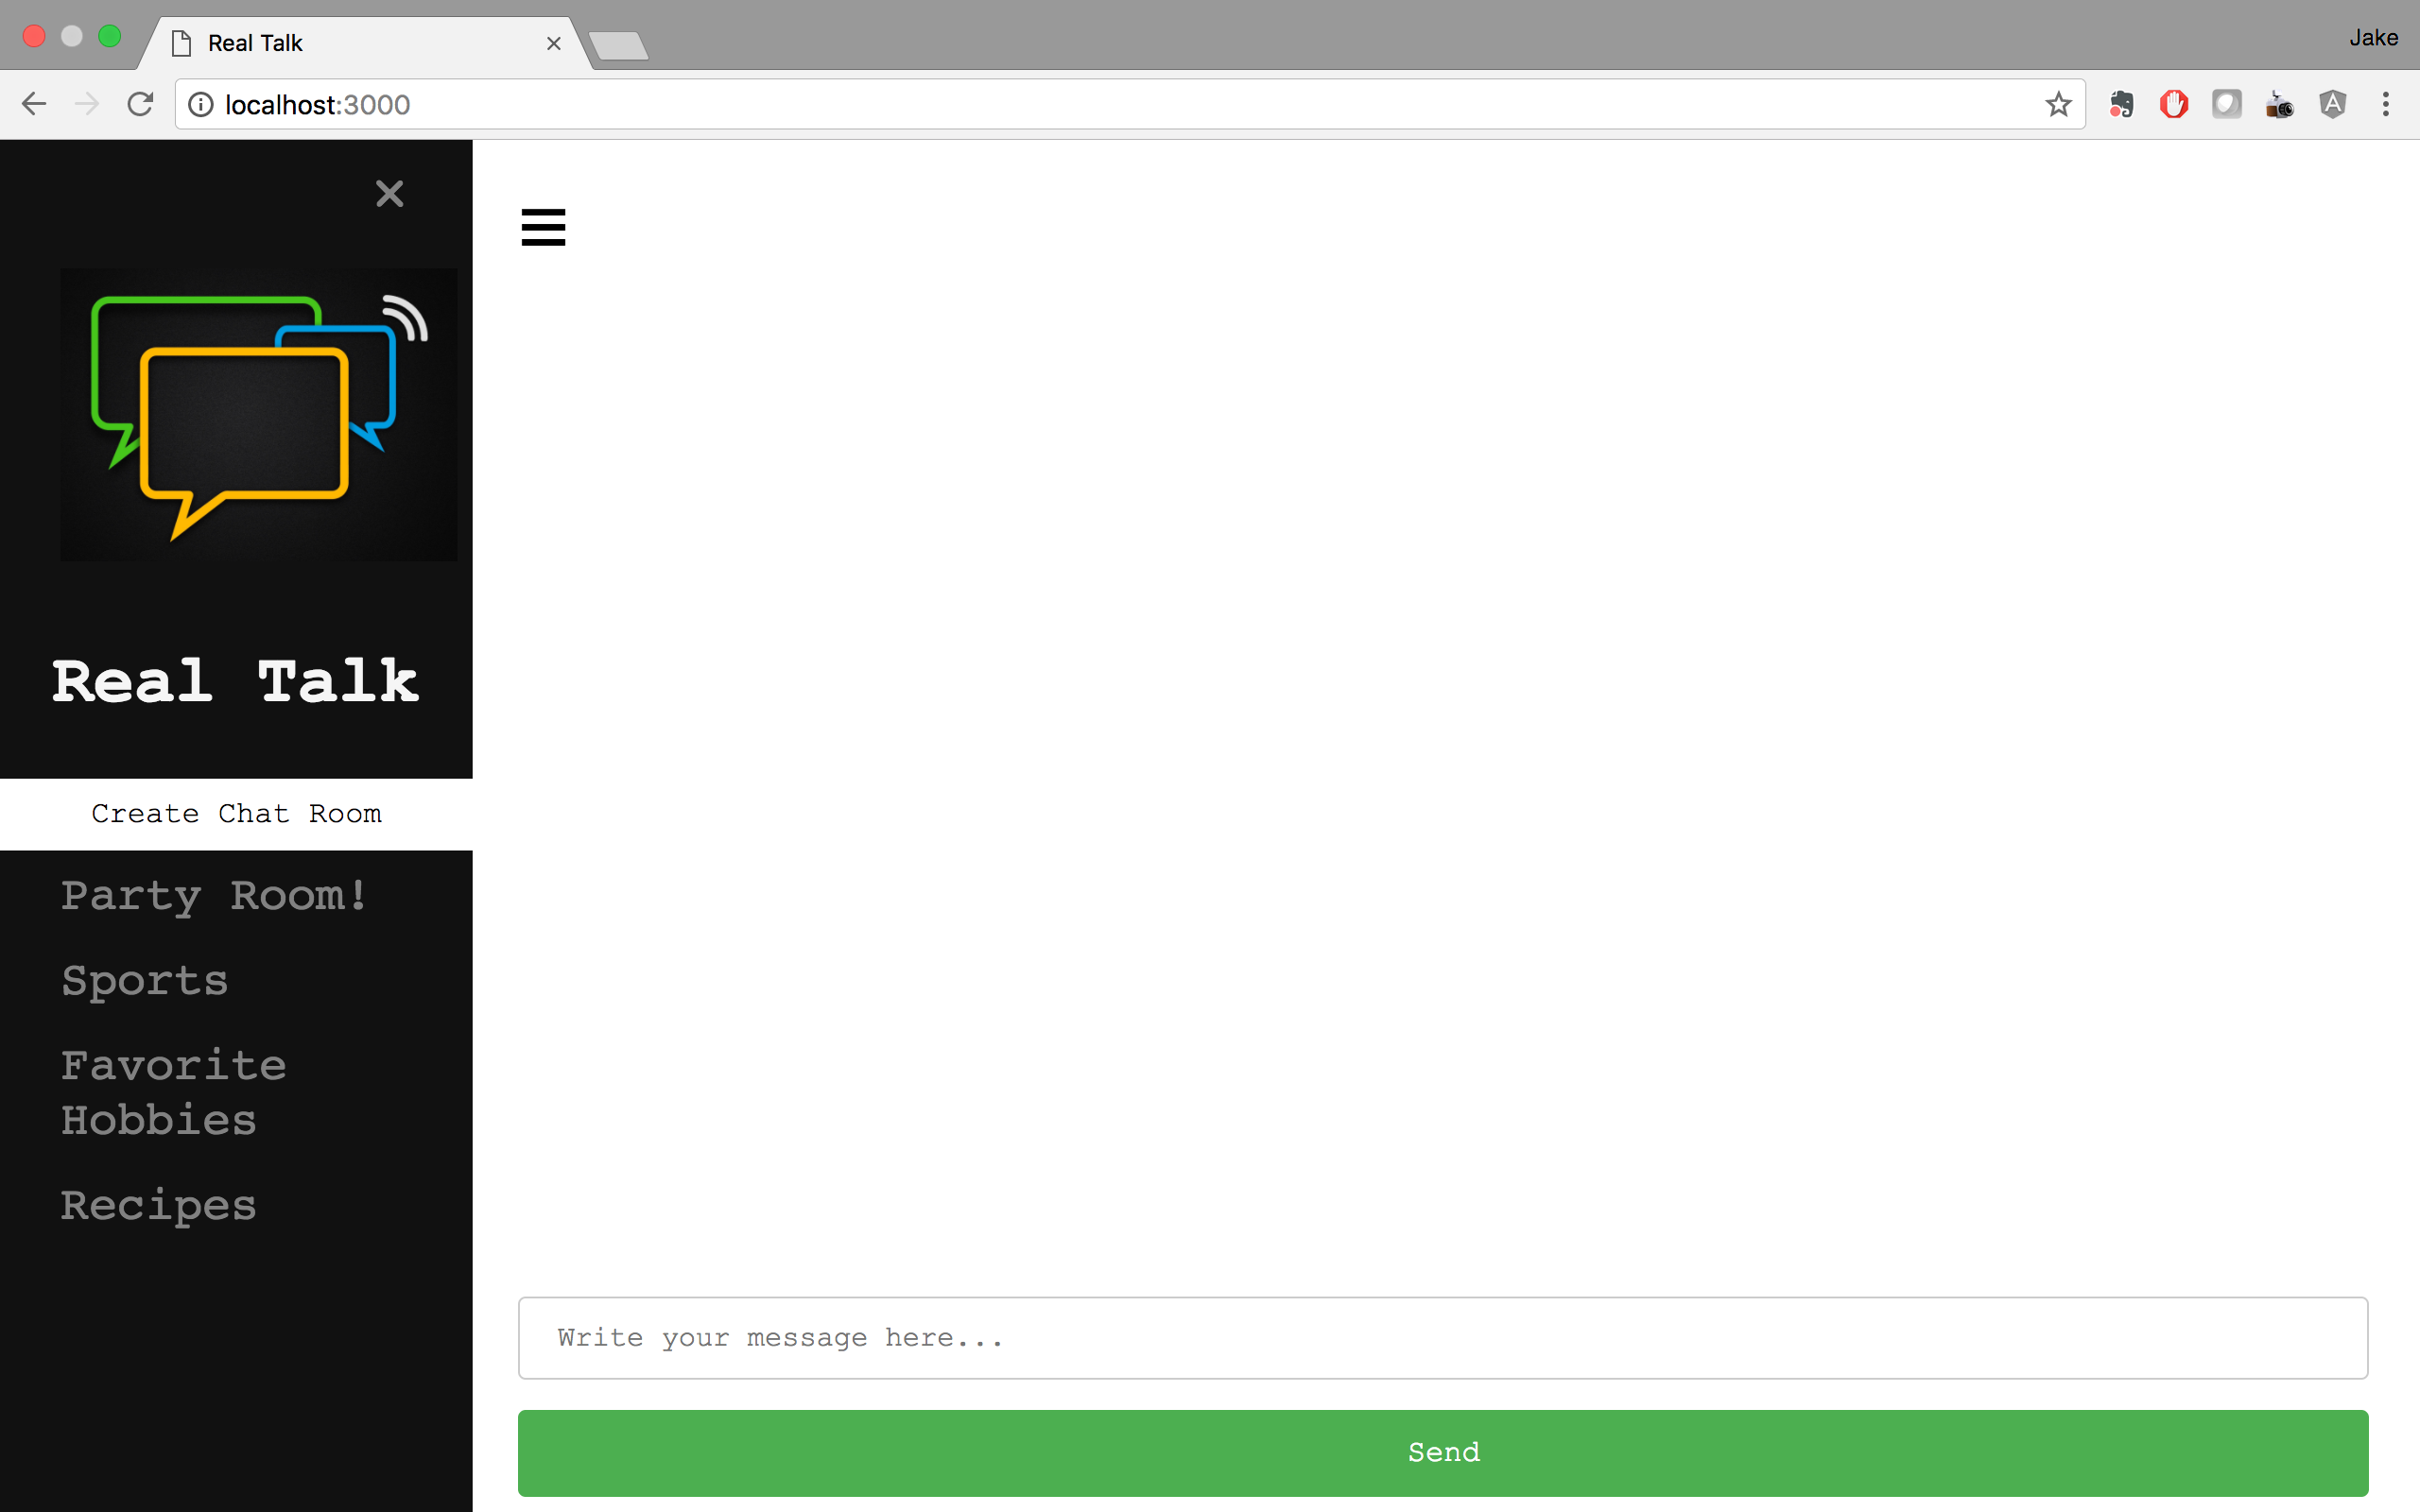 Real Talk
Jake
localhost:3000
Real Talk
Create Chat Room
Party Room!
Sports
Favorite
Hobbies
Recipes
Write your message here...
Send